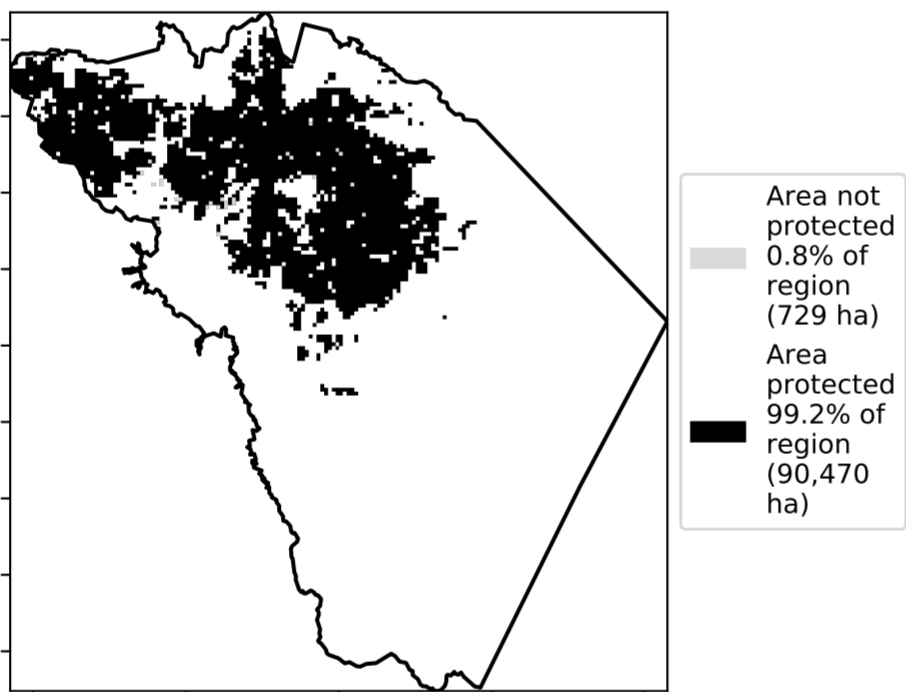 Area not
protected
0.8% of
region
(729 ha)
Area
protected
99.2% of
region
(90,470
ha)